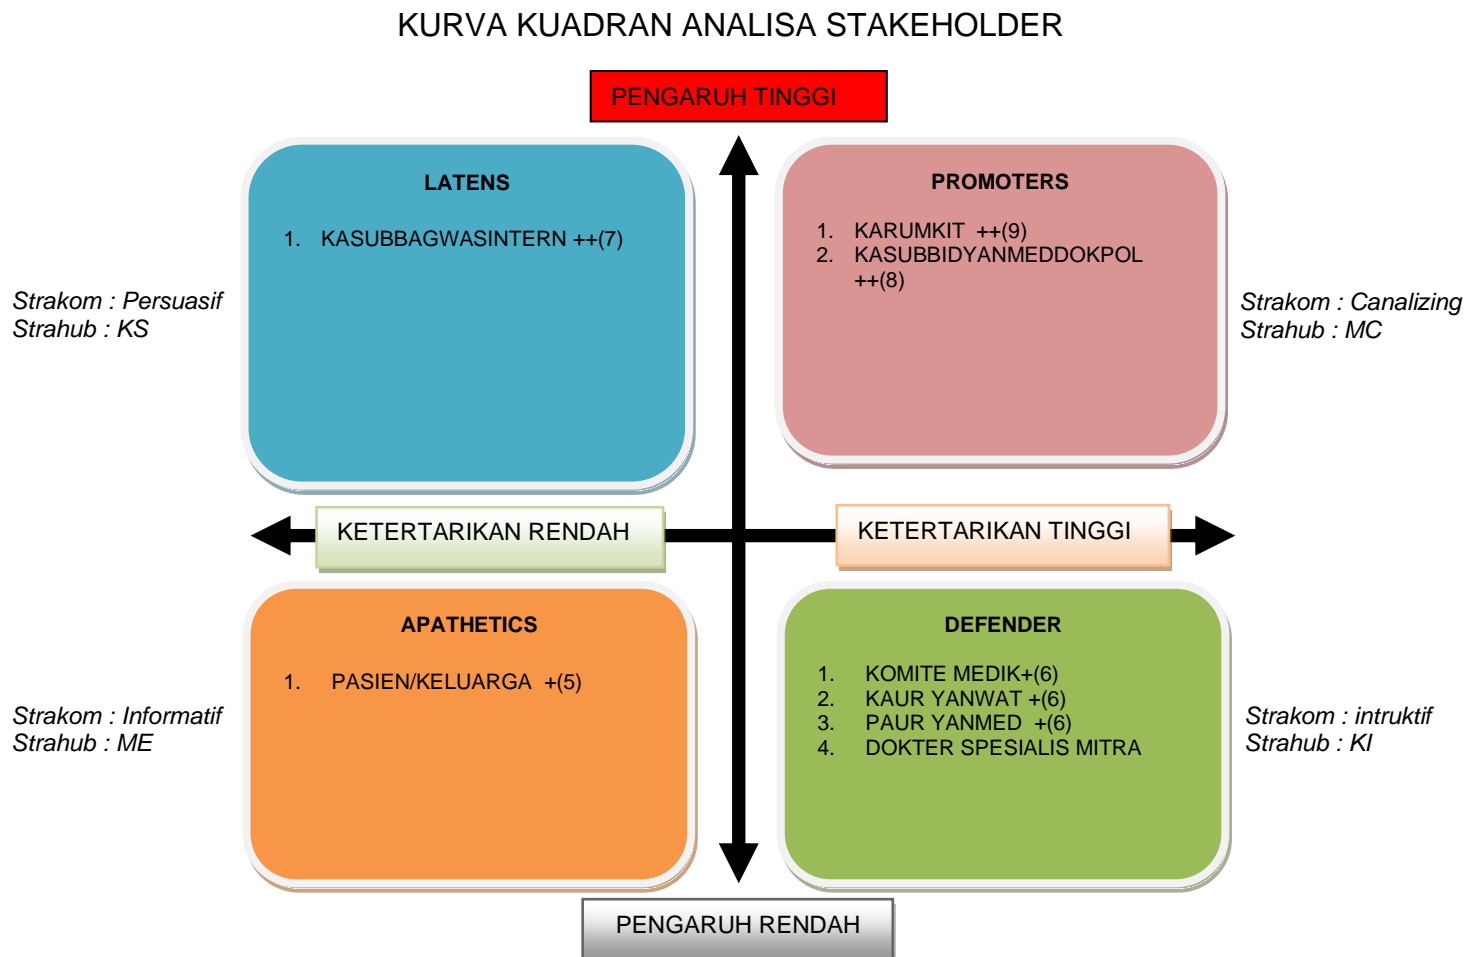 KURVA KUADRAN ANALISA STAKEHOLDER
PENGARUH TINGGI
LATENS
1. KASUBBAGWASINTERN ++(7)
PROMOTERS
1. KARUMKIT ++(9)
2. KASUBBIDYANMEDDOKPOL
++(8)
Strakom : Persuasif
Strahub : KS
Strakom : Canalizing
Strahub : MC
KETERTARIKAN RENDAH
KETERTARIKAN TINGGI
APATHETICS
1. PASIEN/KELUARGA +(5)
DEFENDER
1. KOMITE MEDIK+(6)
2. KAUR YANWAT +(6)
3. PAUR YANMED +(6)
4. DOKTER SPESIALIS MITRA
Strakom : Informatif
Strahub : ME
Strakom : intruktif
Strahub : KI
PENGARUH RENDAH